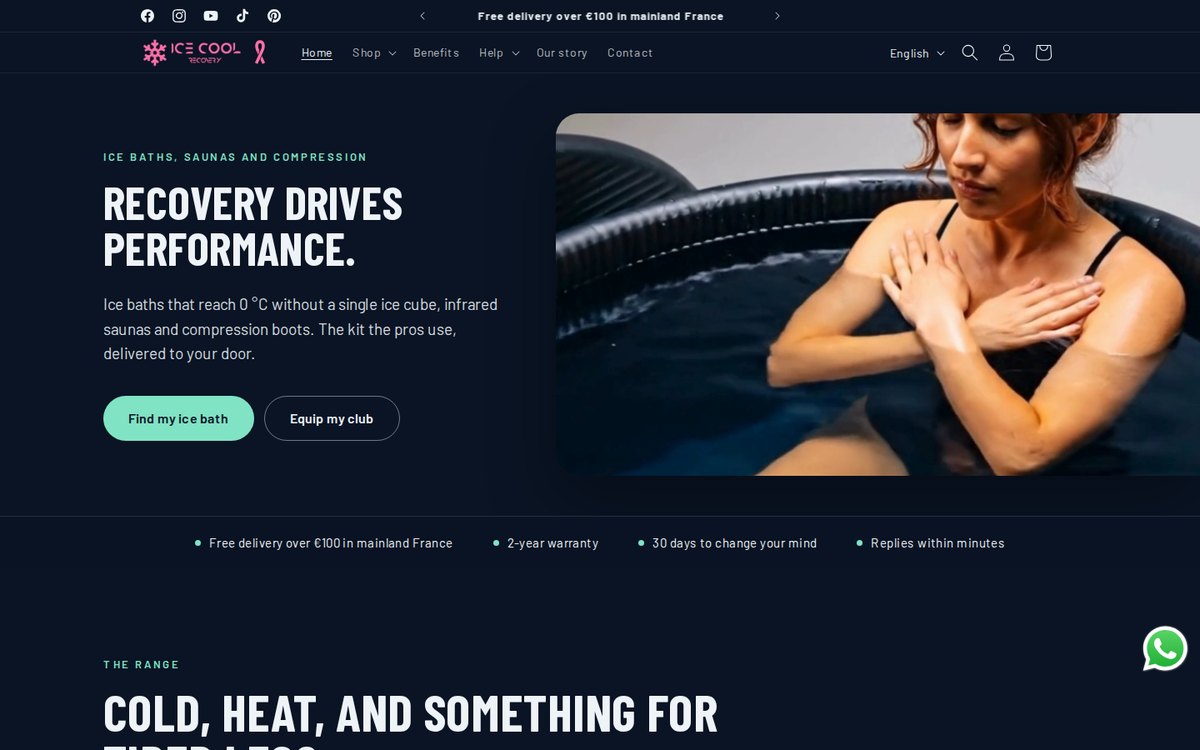 Free delivery over €100 in mainland France
ICE COOL
RECOVERY
Home
Shop
Benefits
Help
Our story
Contact
English
ICE BATHS, SAUNAS AND COMPRESSION
RECOVERY DRIVES
PERFORMANCE.
Ice baths that reach 0 °C without a single ice cube, infrared
saunas and compression boots. The kit the pros use,
delivered to your door.
Find my ice bath
Equip my club
Free delivery over €100 in mainland France
2-year warranty
30 days to change your mind
Replies within minutes
THE RANGE
COLD, HEAT, AND SOMETHING FOR